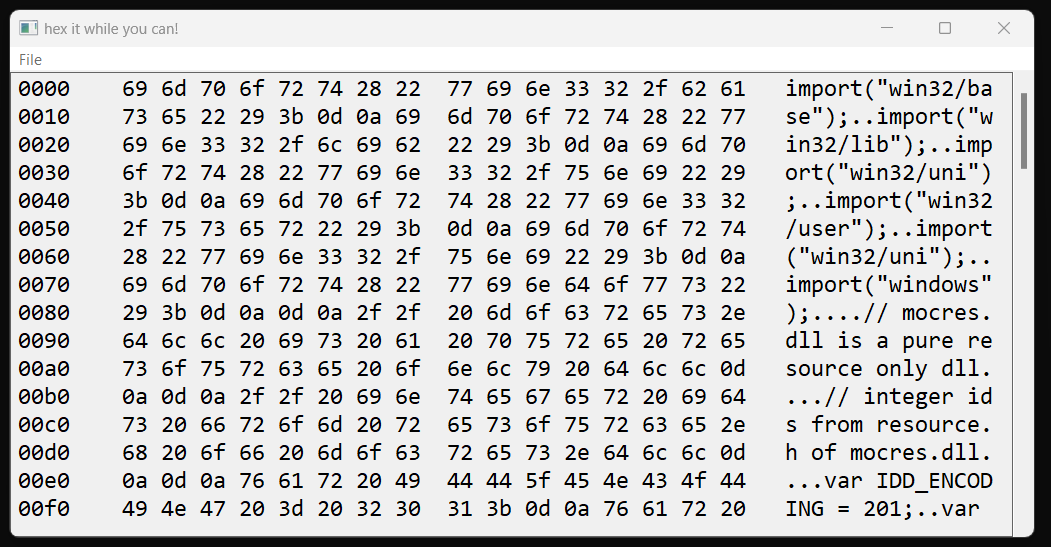 hex it while you can!
File
0000 69 6d 70 6f 72 74 28 22 77 69 6e 33 32 2f 62 61 import("win32/ba
0010 73 65 22 29 3b 0d 0a 69 6d 70 6f 72 74 28 22 77 se");..import("w
0020 69 6e 33 32 2f 6c 69 62 22 29 3b 0d 0a 69 6d 70 in32/lib");..imp
0030 6f 72 74 28 22 77 69 6e 33 32 2f 75 6e 69 22 29 ort("win32/uni")
0040 3b 0d 0a 69 6d 70 6f 72 74 28 22 77 69 6e 33 32 ;..import("win32
0050 2f 75 73 65 72 22 29 3b 0d 0a 69 6d 70 6f 72 74 /user");..import
0060 28 22 77 69 6e 33 32 2f 75 6e 69 22 29 3b 0d 0a ("win32/uni");..
0070 69 6d 70 6f 72 74 28 22 77 69 6e 64 6f 77 73 22 import("windows"
0080 29 3b 0d 0a 0d 0a 2f 2f 20 6d 6f 63 72 65 73 2e );....// mocres.
0090 64 6c 6c 20 69 73 20 61 20 70 75 72 65 20 72 65 dll is a pure re
00a0 73 6f 75 72 63 65 20 6f 6e 6c 79 20 64 6c 6c 0d source only dll.
00b0 0a 0d 0a 2f 2f 20 69 6e 74 65 67 65 72 20 69 64 ...// integer id
00c0 73 20 66 72 6f 6d 20 72 65 73 6f 75 72 63 65 2e s from resource.
00d0 68 20 6f 66 20 6d 6f 63 72 65 73 2e 64 6c 6c 0d h of mocres.dll.
00e0 0a 0d 0a 76 61 72 20 49 44 44 5f 45 4e 43 4f 44 ...var IDD_ENCOD
00f0 49 4e 47 20 3d 20 32 30 31 3b 0d 0a 76 61 72 20 ING = 201;..var